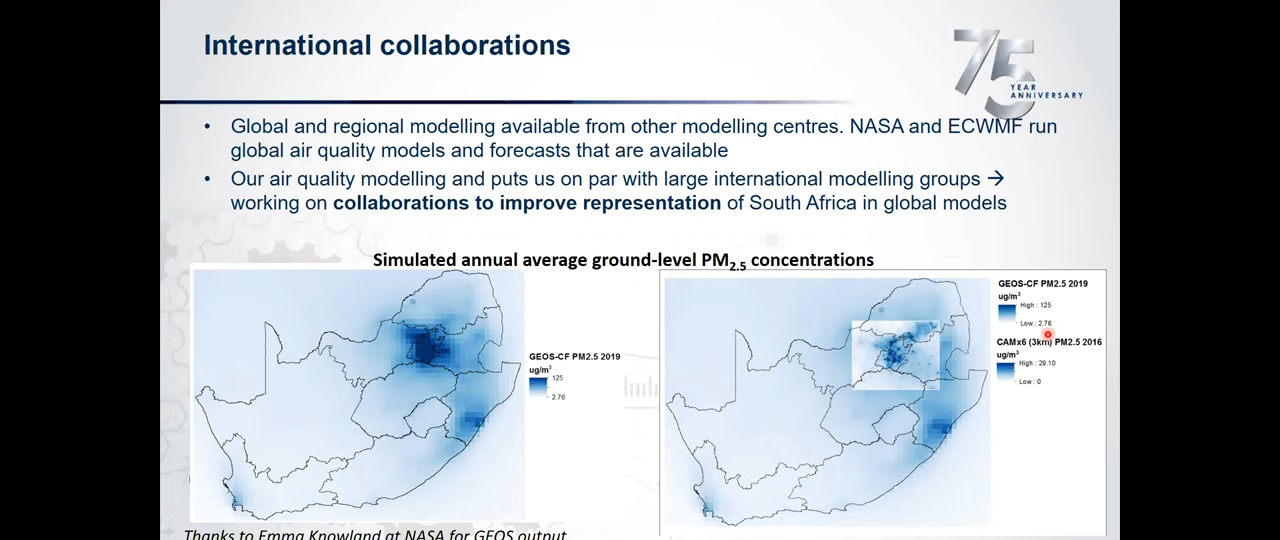 International collaborations
75
YEAR
ANNIVERSARY
• Global and regional modelling available from other modelling centres. NASA and ECWMF run
global air quality models and forecasts that are available
• Our air quality modelling and puts us on par with large international modelling groups →
working on collaborations to improve representation of South Africa in global models
Simulated annual average ground-level PM2.5 concentrations
GEOS-CF PM2.5 2019
ug/m³
125
2.76
GEOS-CF PM2.5 2019
ug/m³
High : 125
Low : 2.76
CAMx6 (3km) PM2.5 2016
ug/m³
High : 29.10
Low : 0
Thanks to Emma Knowland at NASA for GEOS output